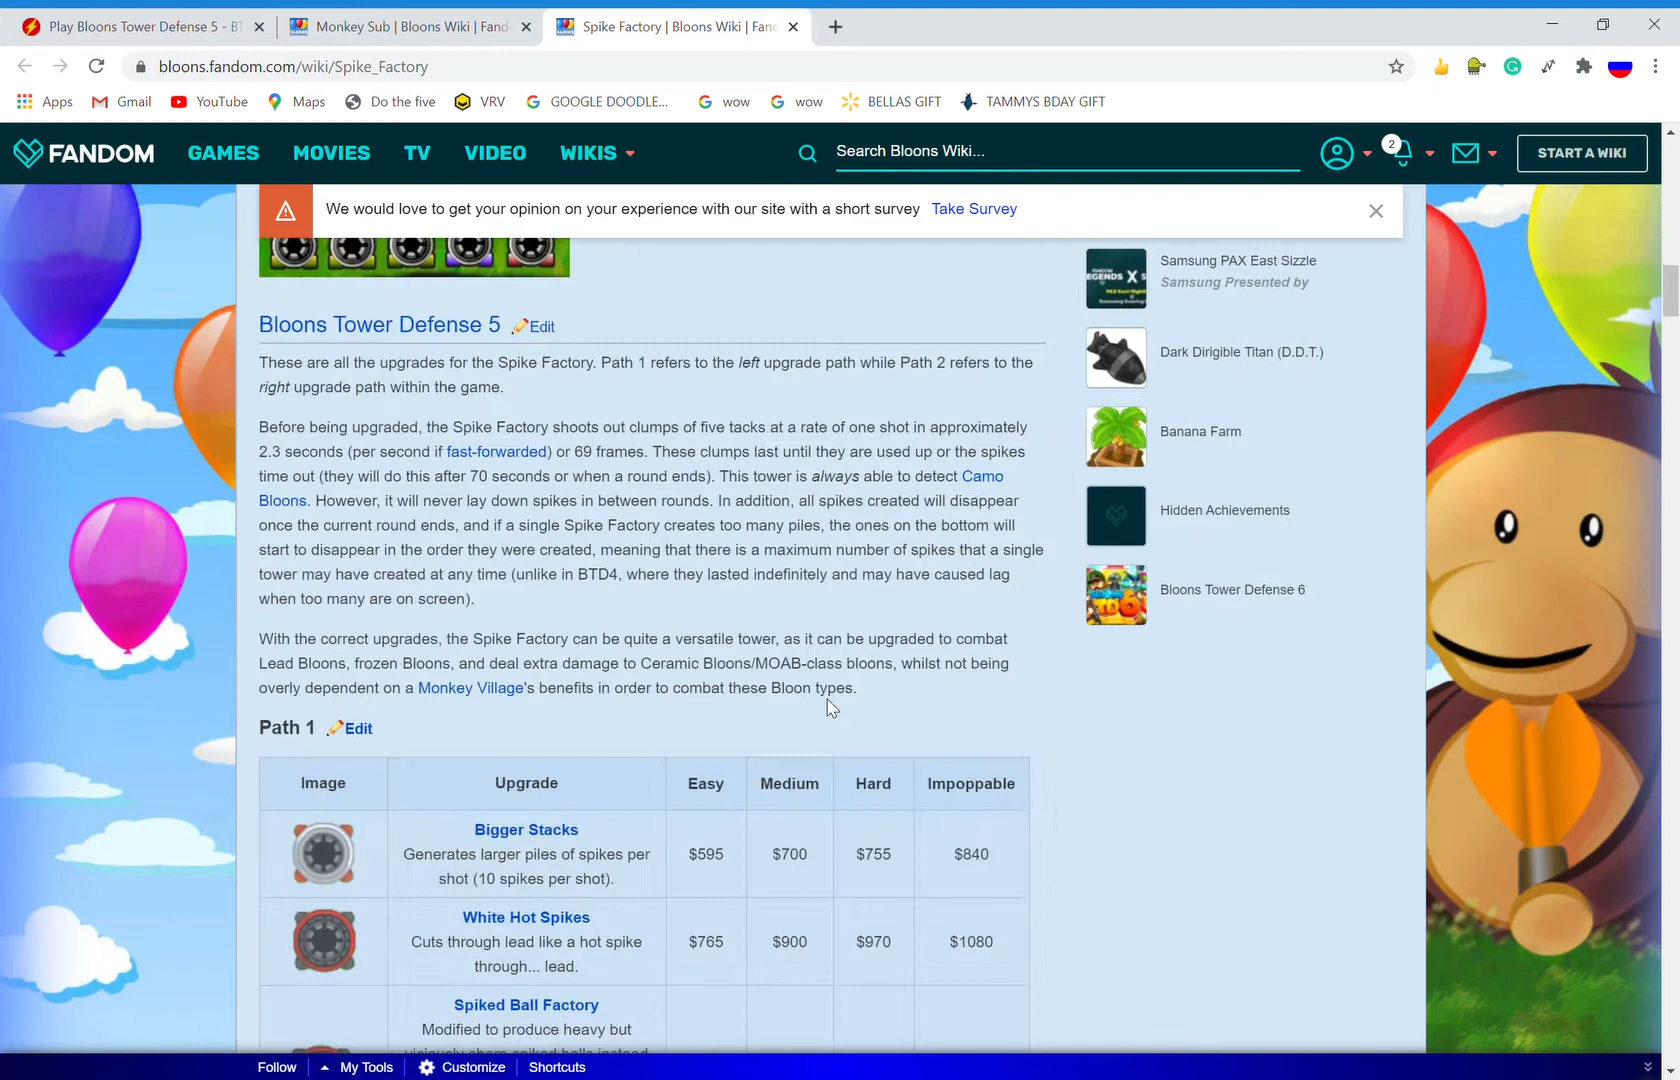 Play Bloons Tower Defense 5 - BT
Monkey Sub | Bloons Wiki | Fand
Spike Factory | Bloons Wiki | Fan
bloons.fandom.com/wiki/Spike_Factory
Apps
Gmail
YouTube
Maps
Do the five
VRV
GOOGLE DOODLE...
wow
wow
BELLAS GIFT
TAMMYS BDAY GIFT
FANDOM
GAMES
MOVIES
TV
VIDEO
WIKIS
Search Bloons Wiki...
2
START A WIKI
We would love to get your opinion on your experience with our site with a short survey Take Survey
Samsung PAX East Sizzle
Samsung Presented by
Dark Dirigible Titan (D.D.T.)
Banana Farm
Hidden Achievements
Bloons Tower Defense 6
Bloons Tower Defense 5 Edit
These are all the upgrades for the Spike Factory. Path 1 refers to the left upgrade path while Path 2 refers to the
right upgrade path within the game.
Before being upgraded, the Spike Factory shoots out clumps of five tacks at a rate of one shot in approximately
2.3 seconds (per second if fast-forwarded) or 69 frames. These clumps last until they are used up or the spikes
time out (they will do this after 70 seconds or when a round ends). This tower is always able to detect Camo
Bloons. However, it will never lay down spikes in between rounds. In addition, all spikes created will disappear
once the current round ends, and if a single Spike Factory creates too many piles, the ones on the bottom will
start to disappear in the order they were created, meaning that there is a maximum number of spikes that a single
tower may have created at any time (unlike in BTD4, where they lasted indefinitely and may have caused lag
when too many are on screen).
With the correct upgrades, the Spike Factory can be quite a versatile tower, as it can be upgraded to combat
Lead Bloons, frozen Bloons, and deal extra damage to Ceramic Bloons/MOAB-class bloons, whilst not being
overly dependent on a Monkey Village's benefits in order to combat these Bloon types.
Path 1 Edit
Image Upgrade Easy Medium Hard Impoppable
Bigger Stacks
Generates larger piles of spikes per
shot (10 spikes per shot).
$595 $700 $755 $840
White Hot Spikes
Cuts through lead like a hot spike
through... lead.
$765 $900 $970 $1080
Spiked Ball Factory
Modified to produce heavy but
Follow
My Tools
Customize
Shortcuts